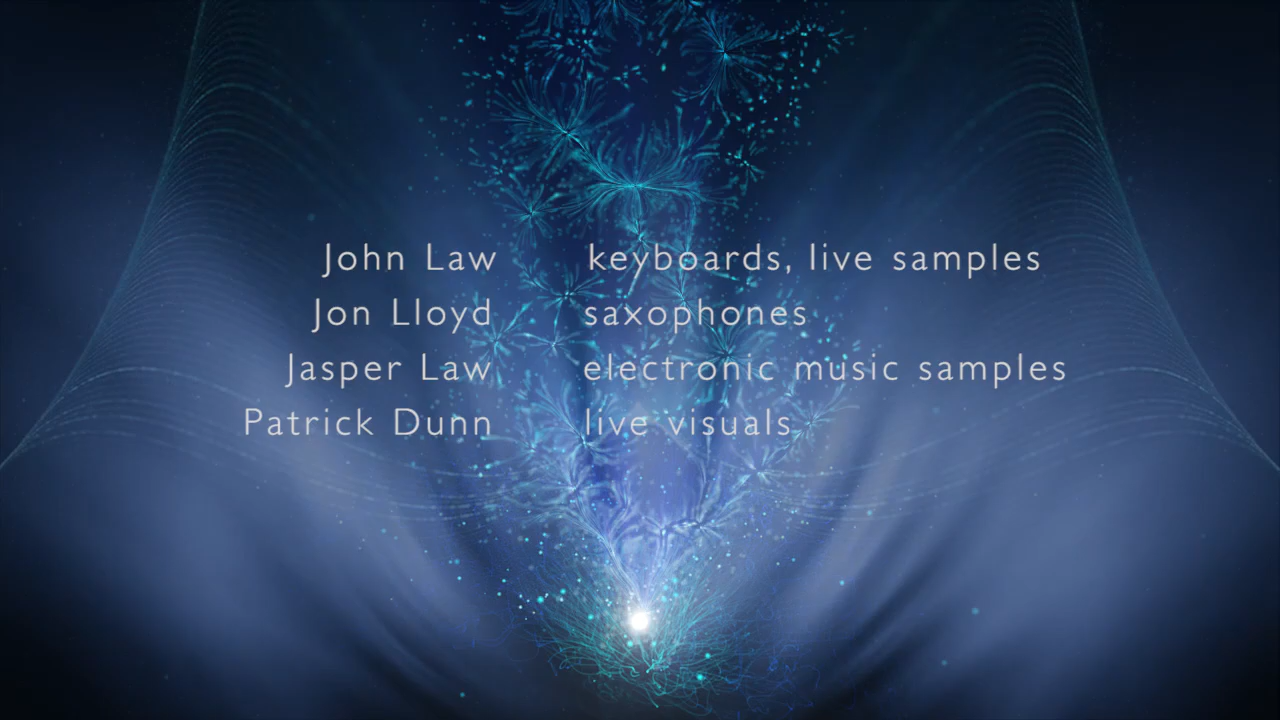 John Law keyboards, live samples
Jon Lloyd saxophones
Jasper Law electronic music samples
Patrick Dunn live visuals